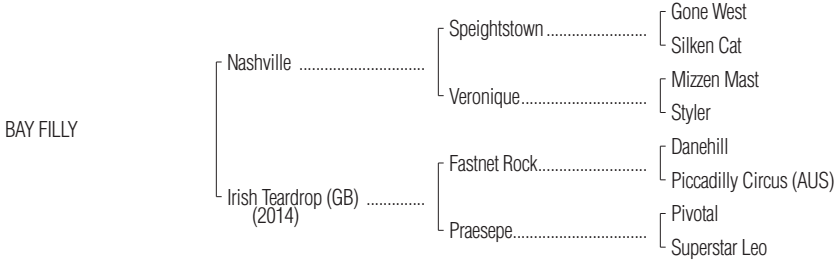 Gone West
Speightstown
Silken Cat
Nashville
Mizzen Mast
Veronique
Styler
BAY FILLY
Danehill
Fastnet Rock
Piccadilly Circus (AUS)
Irish Teardrop (GB)
(2014)
Pivotal
Praesepe
Superstar Leo